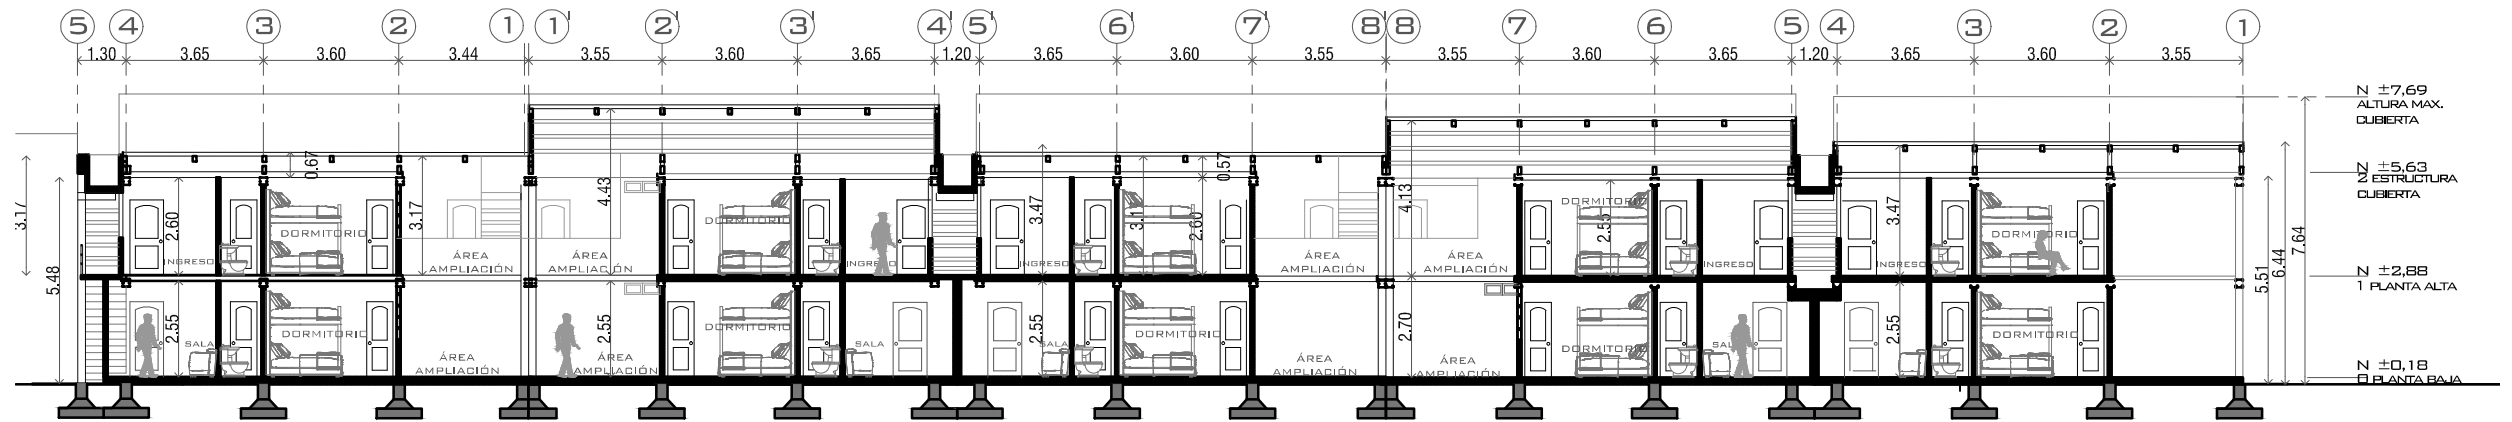 5 4 3 2 1 1' 2' 3' 4' 5' 6' 7' 8' 8 7 6 5 4 3 2 1
1.30 3.65 3.60 3.44 3.55 3.60 3.65 1.20 3.65 3.60 3.55 3.55 3.60 3.65 1.20 3.65 3.60 3.55
N ±7,69
ALTURA MAX.
CUBIERTA
N ±5,63
2 ESTRUCTURA
CUBIERTA
N ±2,88
1 PLANTA ALTA
N ±0,18
0 PLANTA BAJA
3.17
5.48
2.60
0.67
3.17
4.43
3.47
2.60
0.57
4.13
3.47
5.51
6.44
7.64
INGRESO
DORMITORIO
ÁREA
AMPLIACIÓN
ÁREA
AMPLIACIÓN
DORMITORIO
INGRESO
INGRESO
DORMITORIO
ÁREA
AMPLIACIÓN
ÁREA
AMPLIACIÓN
DORMITORIO
INGRESO
INGRESO
DORMITORIO
2.55
SALA
DORMITORIO
ÁREA
AMPLIACIÓN
2.55
ÁREA
AMPLIACIÓN
DORMITORIO
SALA
2.55
SALA
DORMITORIO
ÁREA
AMPLIACIÓN
2.70
ÁREA
AMPLIACIÓN
DORMITORIO
2.55
DORMITORIO